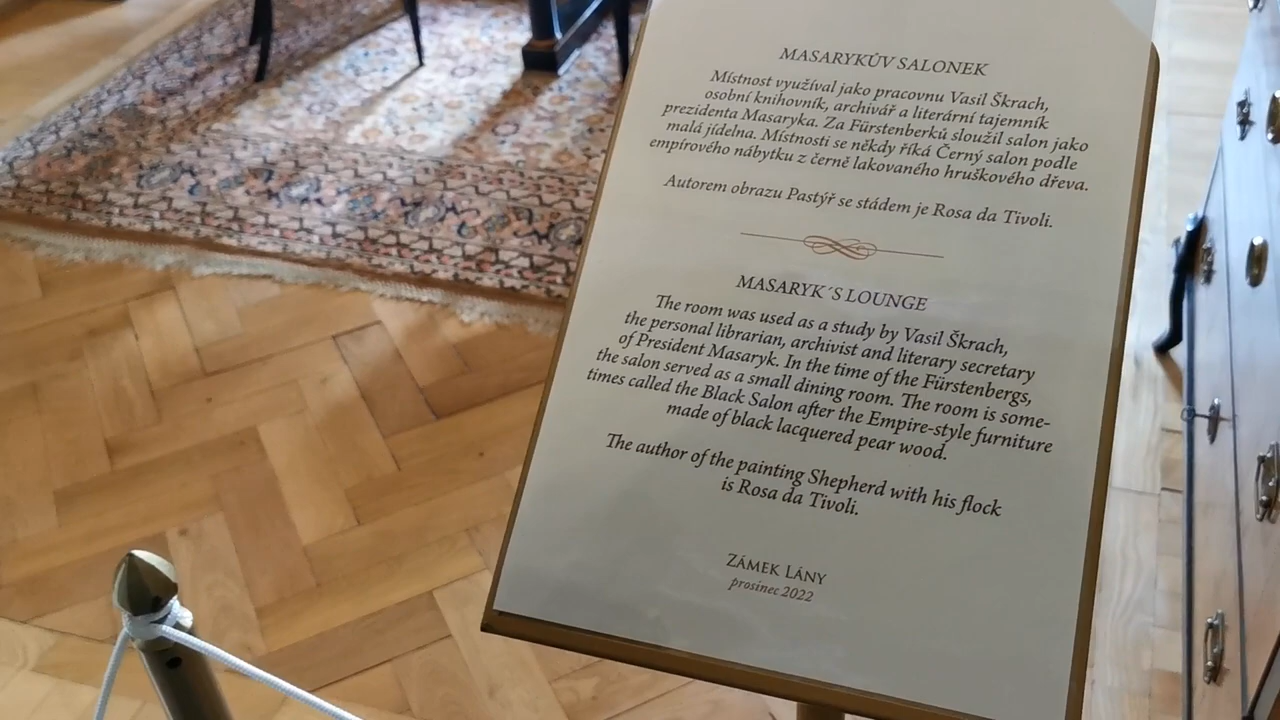 MASARYKŮV SALONEK
Místnost využíval jako pracovnu Vasil Škrach,
osobní knihovník, archivář a literární tajemník
prezidenta Masaryka. Za Fürstenberků sloužil salon jako
malá jídelna. Místnosti se někdy říká Černý salon podle
empírového nábytku z černě lakovaného hruškového dřeva.
Autorem obrazu Pastýř se stádem je Rosa da Tivoli.
MASARYK´S LOUNGE
The room was used as a study by Vasil Škrach,
the personal librarian, archivist and literary secretary
of President Masaryk. In the time of the Fürstenbergs,
the salon served as a small dining room. The room is some-
times called the Black Salon after the Empire-style furniture
made of black lacquered pear wood.
The author of the painting Shepherd with his flock
is Rosa da Tivoli.
ZÁMEK LÁNY
prosinec 2022